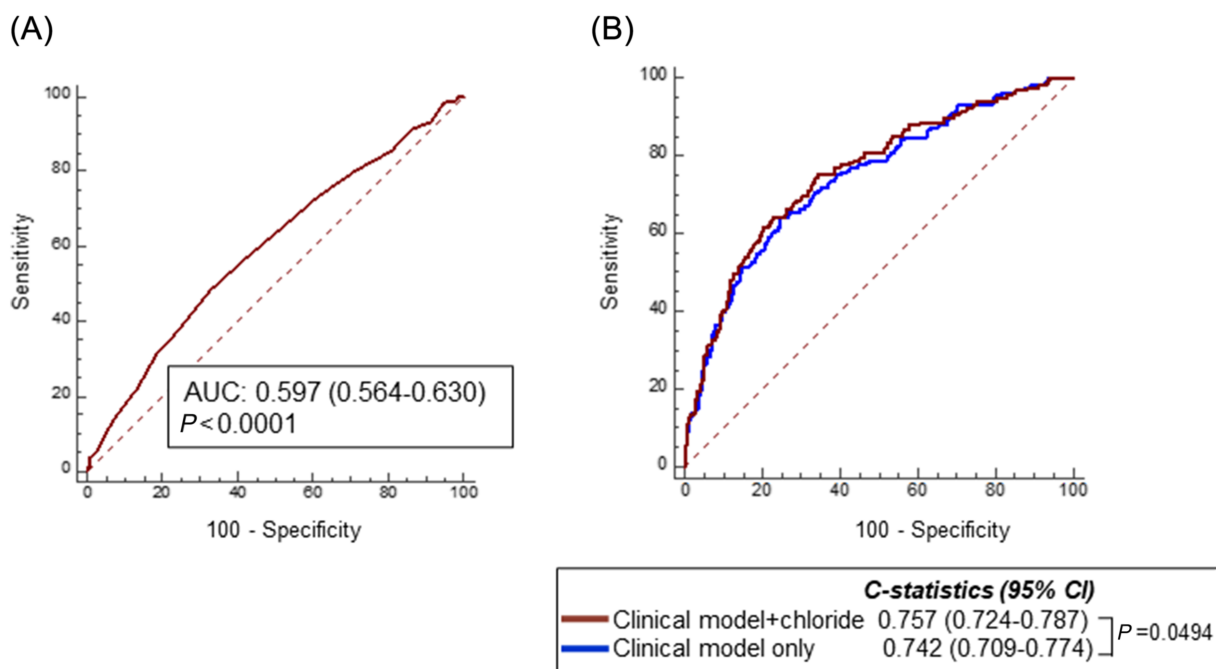 (A)
(B)
100
80
60
40
20
0
Sensitivity
0 20 40 60 80 100
100 - Specificity
AUC: 0.597 (0.564-0.630)
P<0.0001
100
80
60
40
20
0
Sensitivity
0 20 40 60 80 100
100 - Specificity
C-statistics (95% CI)
Clinical model+chloride 0.757 (0.724-0.787)
Clinical model only 0.742 (0.709-0.774)
P=0.0494